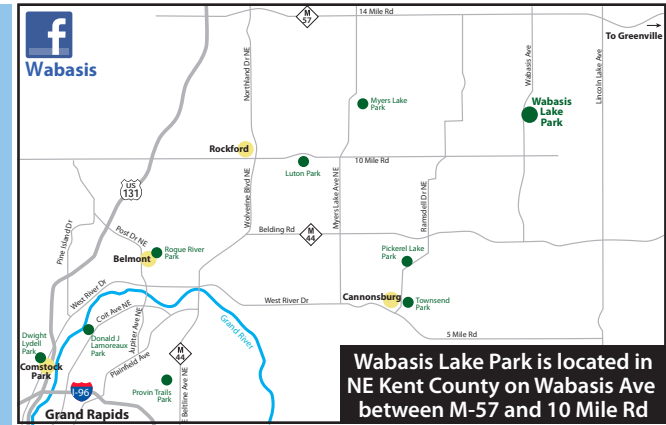 M
57
14 Mile Rd
To Greenville
f
Wabasis
Northland Dr NE
Wabasis Ave
Lincoln Lake Ave
Myers Lake
Park
Wabasis
Lake
Park
Rockford
10 Mile Rd
Luton Park
US
131
Wolverine Blvd NE
Myers Lake Ave NE
Ramsdell Dr NE
Pine Island Dr
Post Dr NE
Belding Rd
M
44
Rogue River
Park
Belmont
Pickerel Lake
Park
West River Dr
Coit Ave NE
West River Dr
Cannonsburg
Townsend
Park
Grand River
5 Mile Rd
Dwight
Lydell
Park
Donald J
Lamoreaux
Park
Jupiter Ave NE
Plainfield Ave
M
44
Comstock
Park
I-96
Provin Trails
Park
E Beltline Ave NE
Grand Rapids
Wabasis Lake Park is located in
NE Kent County on Wabasis Ave
between M-57 and 10 Mile Rd